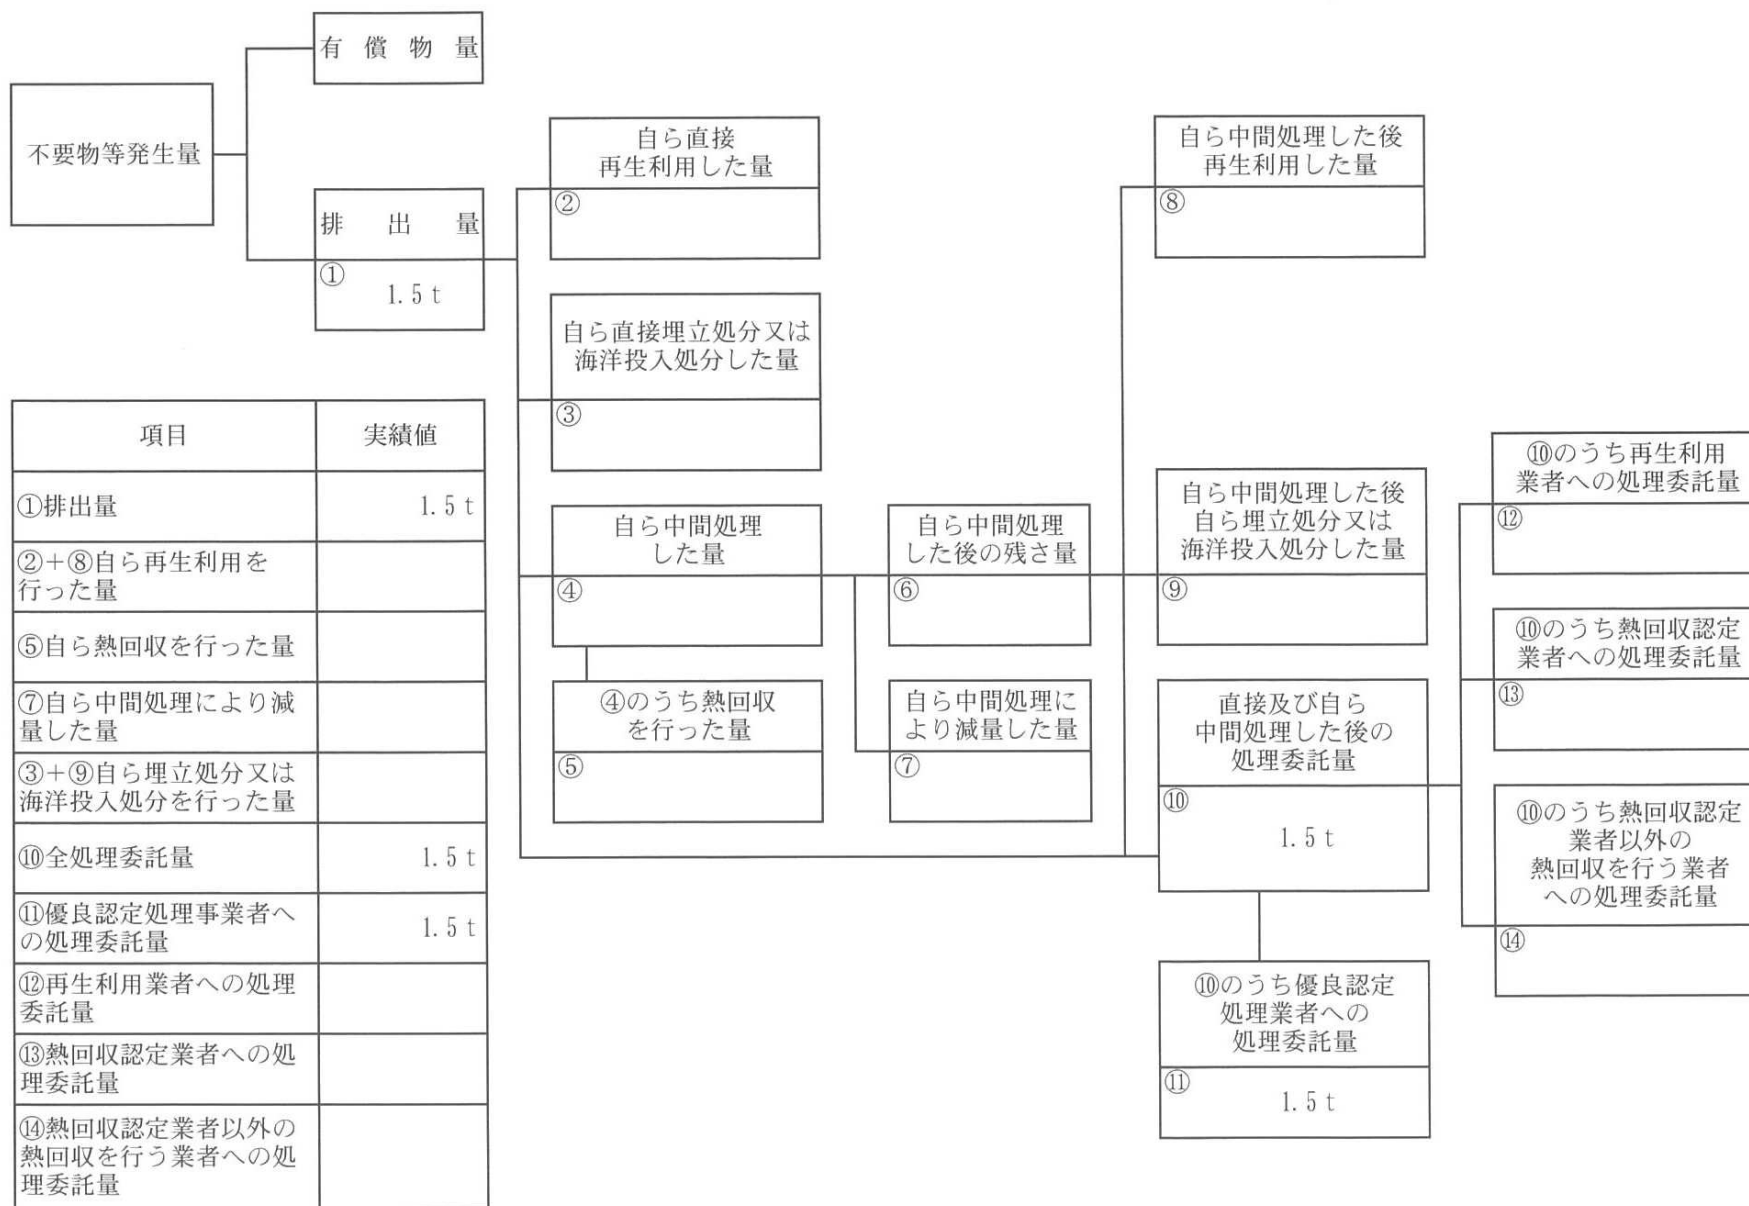 有償物量
不要物等発生量
排出量
①
1.5 t
自ら直接
再生利用した量
②
自ら直接埋立処分又は
海洋投入処分した量
③
自ら中間処理
した量
④
④のうち熱回収
を行った量
⑤
自ら中間処理
した後の残さ量
⑥
自ら中間処理に
より減量した量
⑦
自ら中間処理した後
再生利用した量
⑧
自ら中間処理した後
自ら埋立処分又は
海洋投入処分した量
⑨
直接及び自ら
中間処理した後の
処理委託量
⑩
1.5 t
⑩のうち優良認定
処理業者への
処理委託量
⑪
1.5 t
⑩のうち再生利用
業者への処理委託量
⑫
⑩のうち熱回収認定
業者への処理委託量
⑬
⑩のうち熱回収認定
業者以外の
熱回収を行う業者
への処理委託量
⑭
項目 実績値
①排出量 1.5 t
②+⑧自ら再生利用を
行った量
⑤自ら熱回収を行った量
⑦自ら中間処理により減
量した量
③+⑨自ら埋立処分又は
海洋投入処分を行った量
⑩全処理委託量 1.5 t
⑪優良認定処理事業者へ
の処理委託量 1.5 t
⑫再生利用業者への処理
委託量
⑬熱回収認定業者への処
理委託量
⑭熱回収認定業者以外の
熱回収を行う業者への処
理委託量